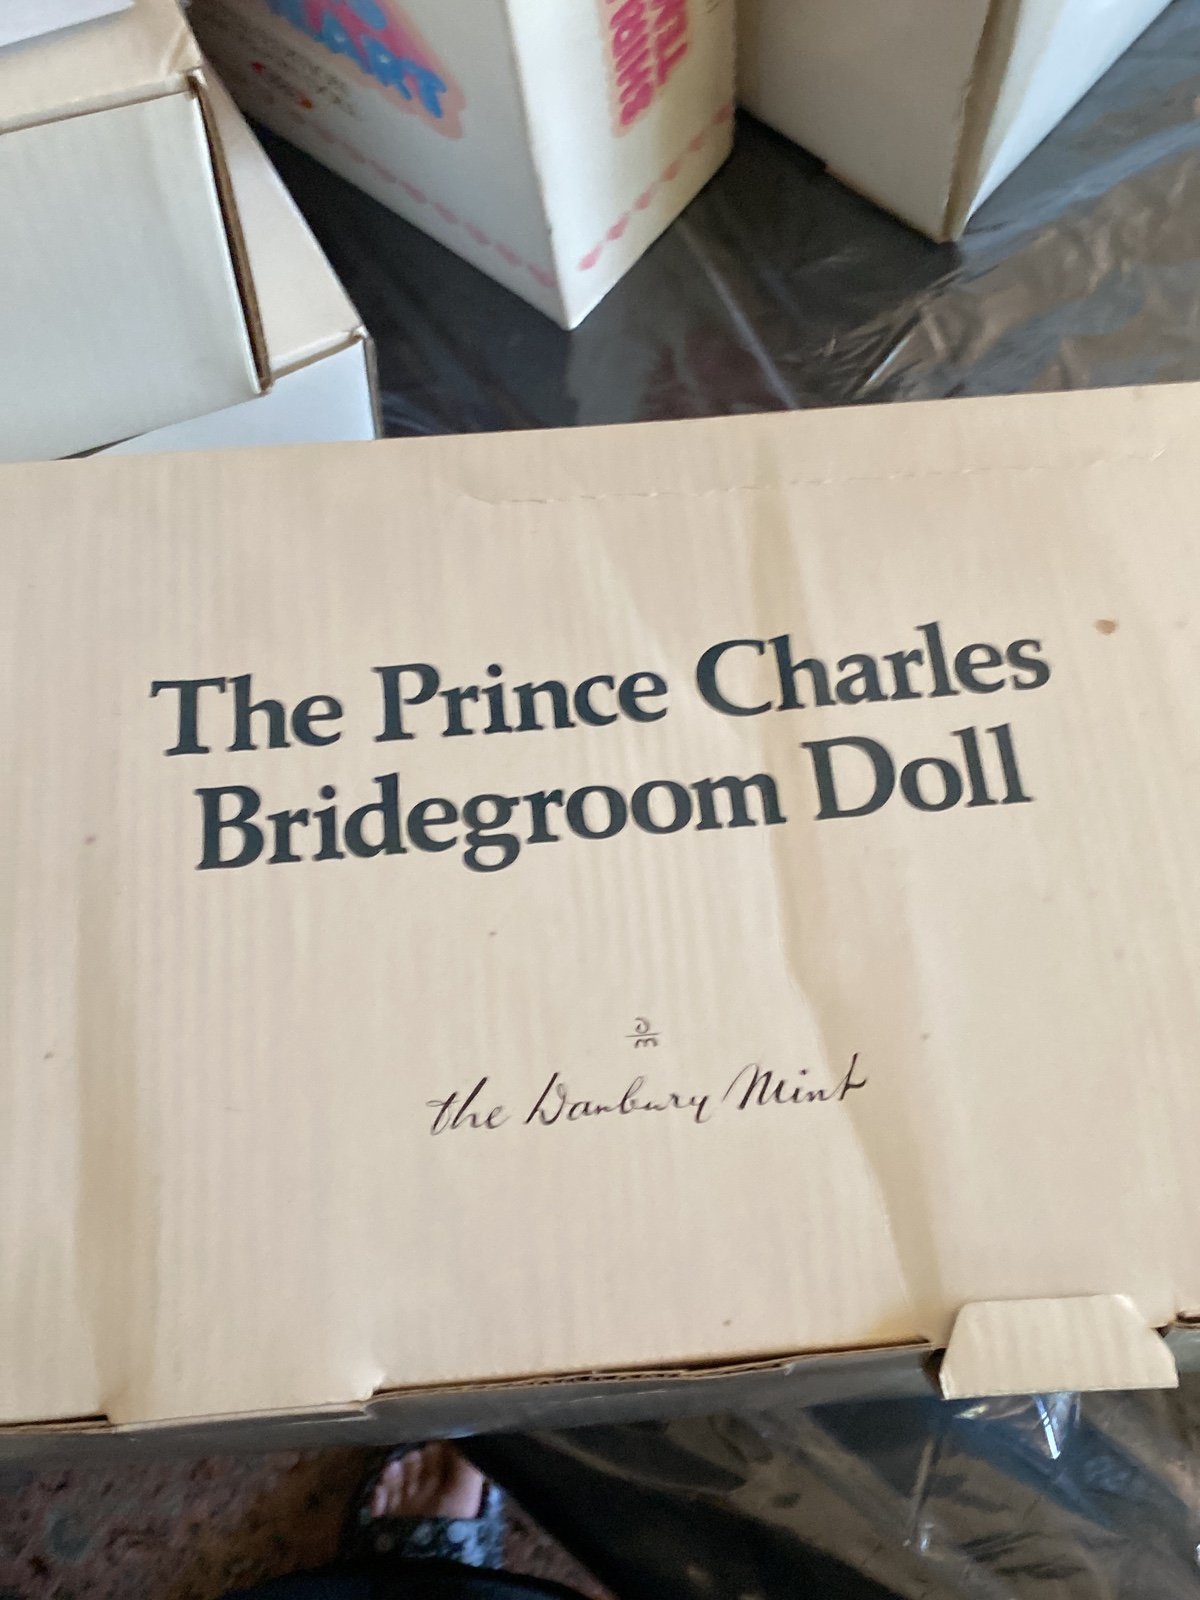 The Prince Charles
Bridegroom Doll
D
m
the Danbury Mint